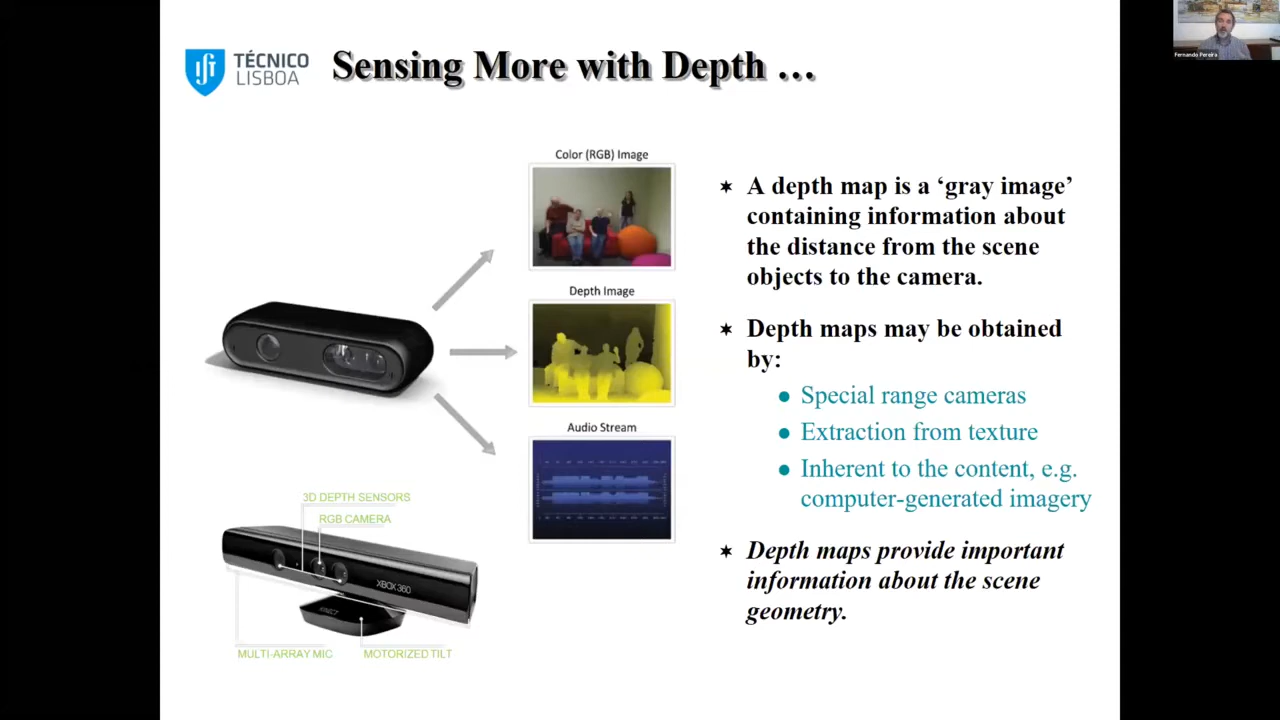 TÉCNICO
LISBOA
Sensing More with Depth …
Fernando Pereira
Color (RGB) Image
Depth Image
Audio Stream
3D DEPTH SENSORS
RGB CAMERA
XBOX 360
KINECT
MULTI-ARRAY MIC
MOTORIZED TILT
A depth map is a ‘gray image’
containing information about
the distance from the scene
objects to the camera.
Depth maps may be obtained
by:
Special range cameras
Extraction from texture
Inherent to the content, e.g.
computer-generated imagery
Depth maps provide important
information about the scene
geometry.